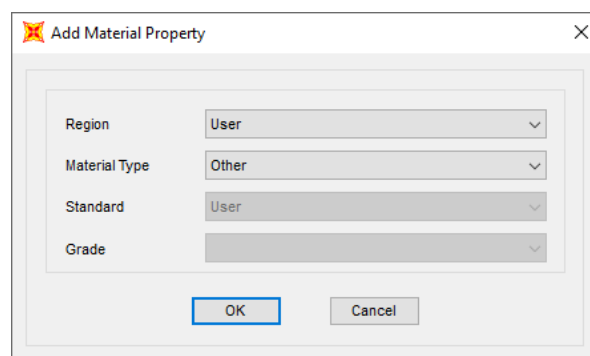 Add Material Property
Region User
Material Type Other
Standard User
Grade
OK Cancel